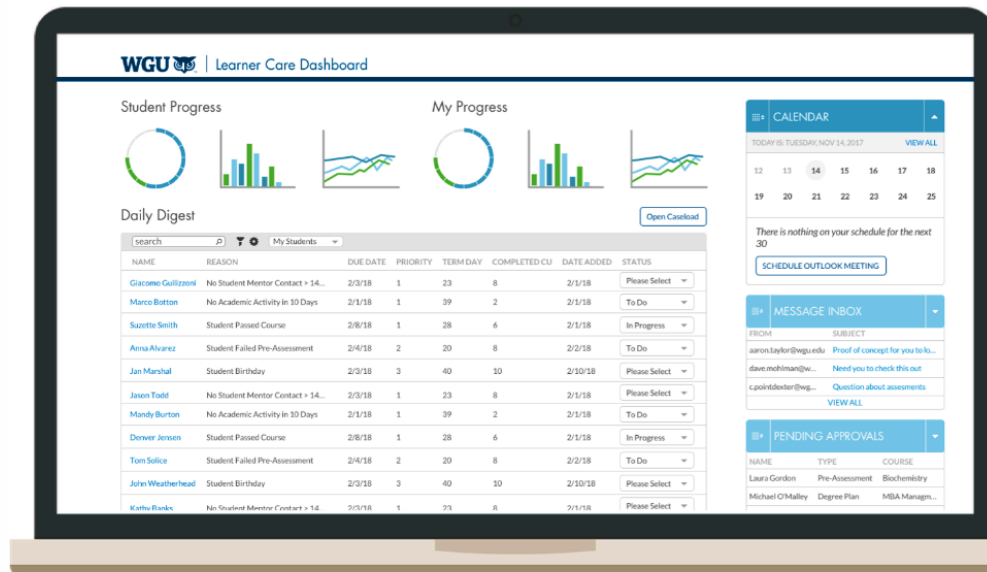 WGU Learner Care Dashboard
Student Progress
My Progress
Daily Digest
Open Caseload
search My Students
NAME REASON DUE DATE PRIORITY TERM DAY COMPLETED CU DATE ADDED STATUS
Giacomo Guilizzoni No Student Mentor Contact > 14... 2/3/18 1 23 8 2/1/18 Please Select
Marco Botton No Academic Activity in 10 Days 2/1/18 1 39 2 2/1/18 To Do
Suzette Smith Student Passed Course 2/8/18 1 28 6 2/1/18 In Progress
Anna Alvarez Student Failed Pre-Assessment 2/4/18 2 20 8 2/2/18 To Do
Jan Marshal Student Birthday 2/3/18 3 40 10 2/10/18 Please Select
Jason Todd No Student Mentor Contact > 14... 2/3/18 1 23 8 2/1/18 Please Select
Mandy Burton No Academic Activity in 10 Days 2/1/18 1 39 2 2/1/18 To Do
Denver Jensen Student Passed Course 2/8/18 1 28 6 2/1/18 In Progress
Tom Solice Student Failed Pre-Assessment 2/4/18 2 20 8 2/2/18 To Do
John Weatherhead Student Birthday 2/3/18 3 40 10 2/10/18 Please Select
Kathy Banks No Student Mentor Contact > 14... 2/3/18 1 23 8 2/1/18 Please Select
CALENDAR
TODAY IS: TUESDAY, NOV 14, 2017 VIEW ALL
12 13 14 15 16 17 18
19 20 21 22 23 24 25
There is nothing on your schedule for the next
30
SCHEDULE OUTLOOK MEETING
MESSAGE INBOX
FROM SUBJECT
aaron.taylor@wgu.edu Proof of concept for you to lo...
dave.mohlman@w... Need you to check this out
c.pointdexter@wg... Question about assesments
VIEW ALL
PENDING APPROVALS
NAME TYPE COURSE
Laura Gordon Pre-Assessment Biochemistry
Michael O'Malley Degree Plan MBA Managm...